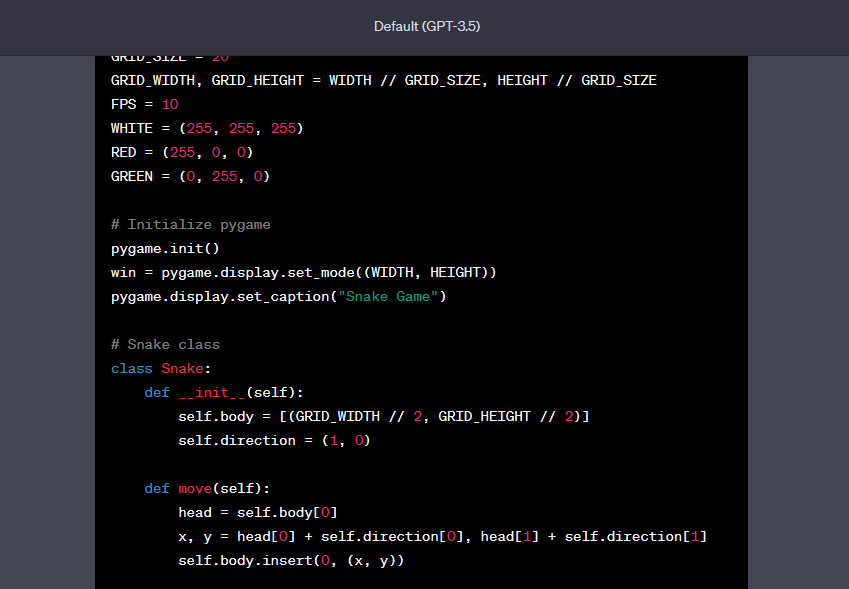 Default (GPT-3.5)
GRID_SIZE = 20
GRID_WIDTH, GRID_HEIGHT = WIDTH // GRID_SIZE, HEIGHT // GRID_SIZE
FPS = 10
WHITE = (255, 255, 255)
RED = (255, 0, 0)
GREEN = (0, 255, 0)

# Initialize pygame
pygame.init()
win = pygame.display.set_mode((WIDTH, HEIGHT))
pygame.display.set_caption("Snake Game")

# Snake class
class Snake:
    def __init__(self):
        self.body = [(GRID_WIDTH // 2, GRID_HEIGHT // 2)]
        self.direction = (1, 0)

    def move(self):
        head = self.body[0]
        x, y = head[0] + self.direction[0], head[1] + self.direction[1]
        self.body.insert(0, (x, y))